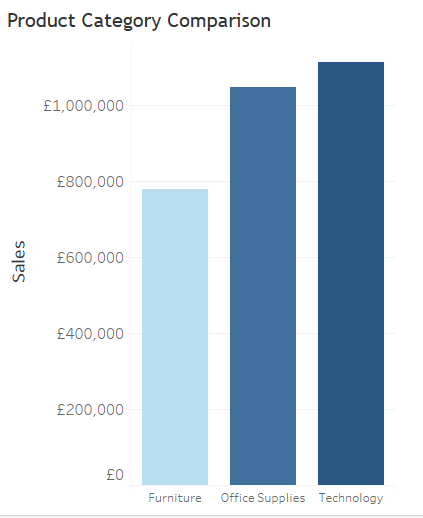 Product Category Comparison
£1,000,000
£800,000
£600,000
£400,000
£200,000
£0
Sales
Furniture Office Supplies Technology